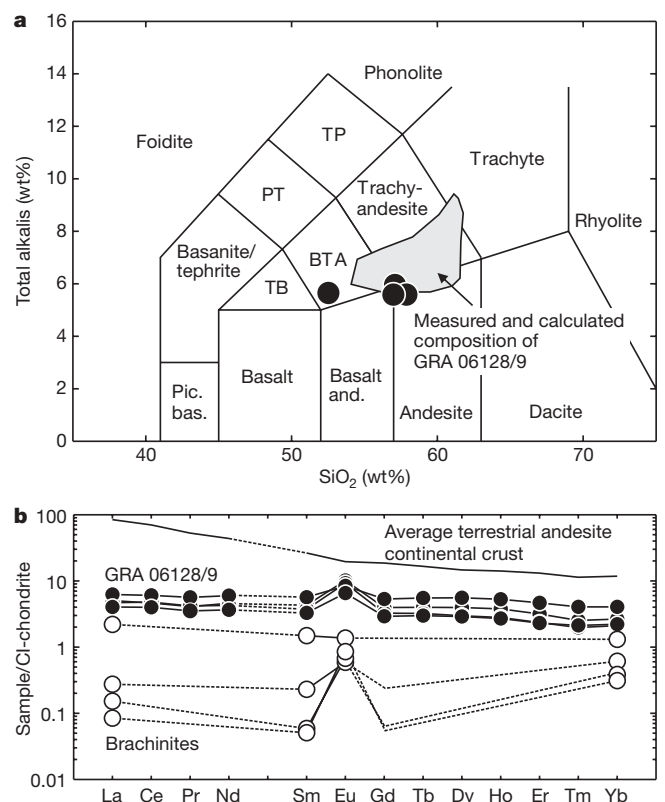 a
16
14
12
10
8
6
4
2
0
Total alkalis (wt%)
Phonolite
Foidite
TP
Trachyte
PT
Trachy-
andesite
Rhyolite
Basanite/
tephrite
BTA
TB
Measured and calculated
composition of
GRA 06128/9
Pic.
bas.
Basalt
Basalt
and.
Andesite
Dacite
40
50
60
70
SiO2 (wt%)
b
100
10
1
0.1
0.01
Sample/CI-chondrite
Average terrestrial andesite
continental crust
GRA 06128/9
Brachinites
La Ce Pr Nd Sm Eu Gd Tb Dy Ho Er Tm Yb